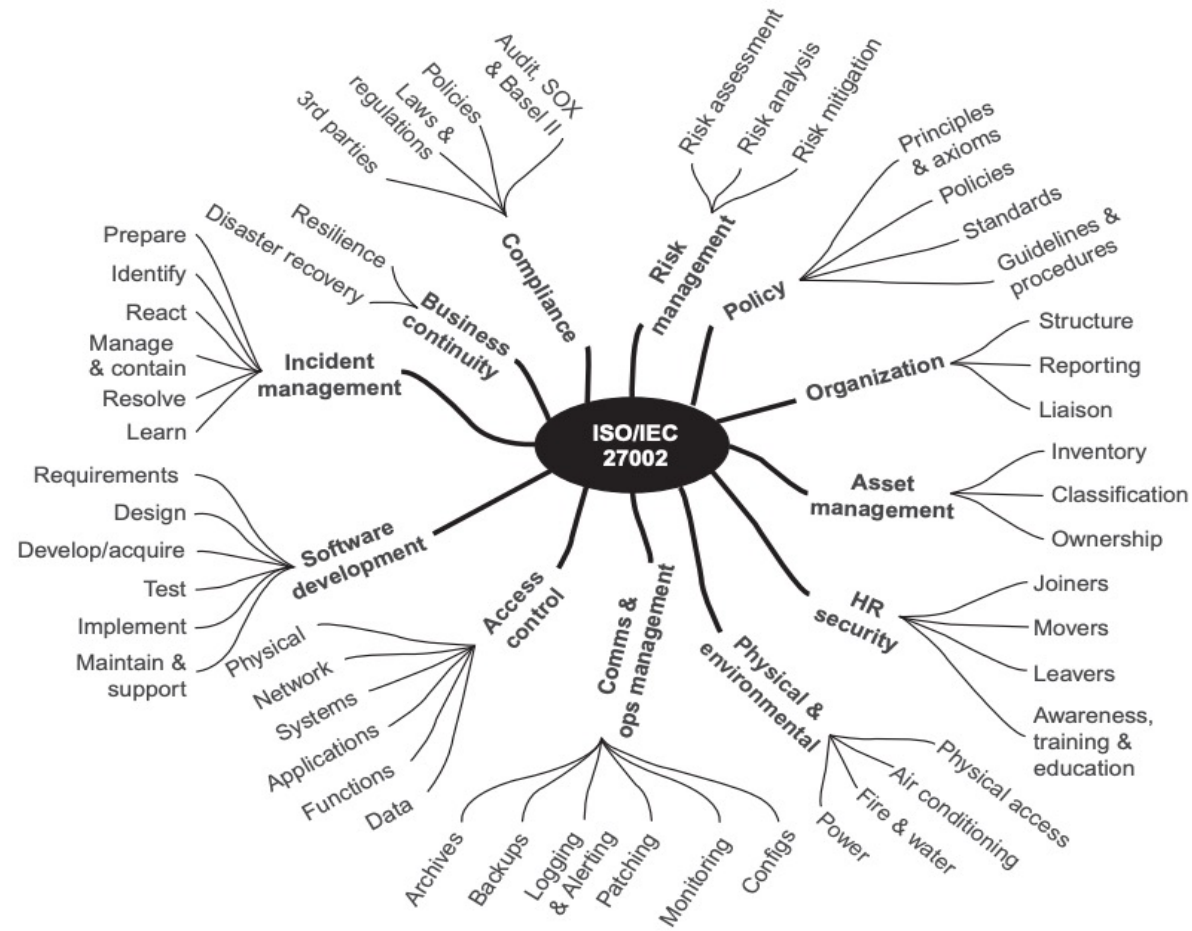 ISO/IEC
27002
Risk
management
Risk assessment
Risk analysis
Risk mitigation
Policy
Principles
& axioms
Policies
Standards
Guidelines &
procedures
Organization
Structure
Reporting
Liaison
Asset
management
Inventory
Classification
Ownership
HR
security
Joiners
Movers
Leavers
Awareness,
training &
education
Physical &
environmental
Physical access
Air conditioning
Fire & water
Power
Comms &
ops management
Configs
Monitoring
Patching
Logging
& Alerting
Backups
Archives
Access
control
Physical
Network
Systems
Applications
Functions
Data
Software
development
Requirements
Design
Develop/acquire
Test
Implement
Maintain &
support
Incident
management
Prepare
Identify
React
Manage
& contain
Resolve
Learn
Business
continuity
Resilience
Disaster recovery
Compliance
3rd parties
Laws &
regulations
Policies
Audit, SOX
& Basel II